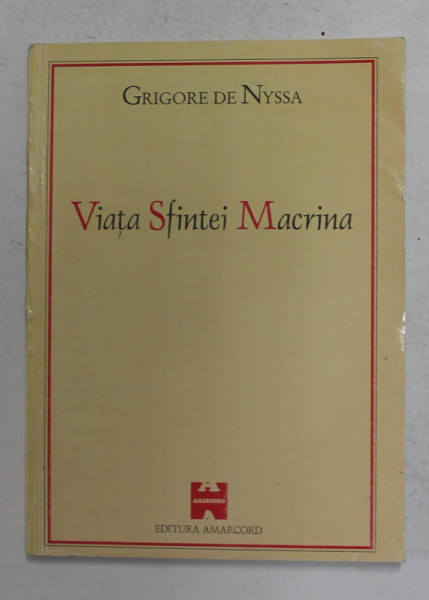 GRIGORE DE NYSSA
Viața Sfintei Macrina
A
AMARCORD
A
EDITURA AMARCORD